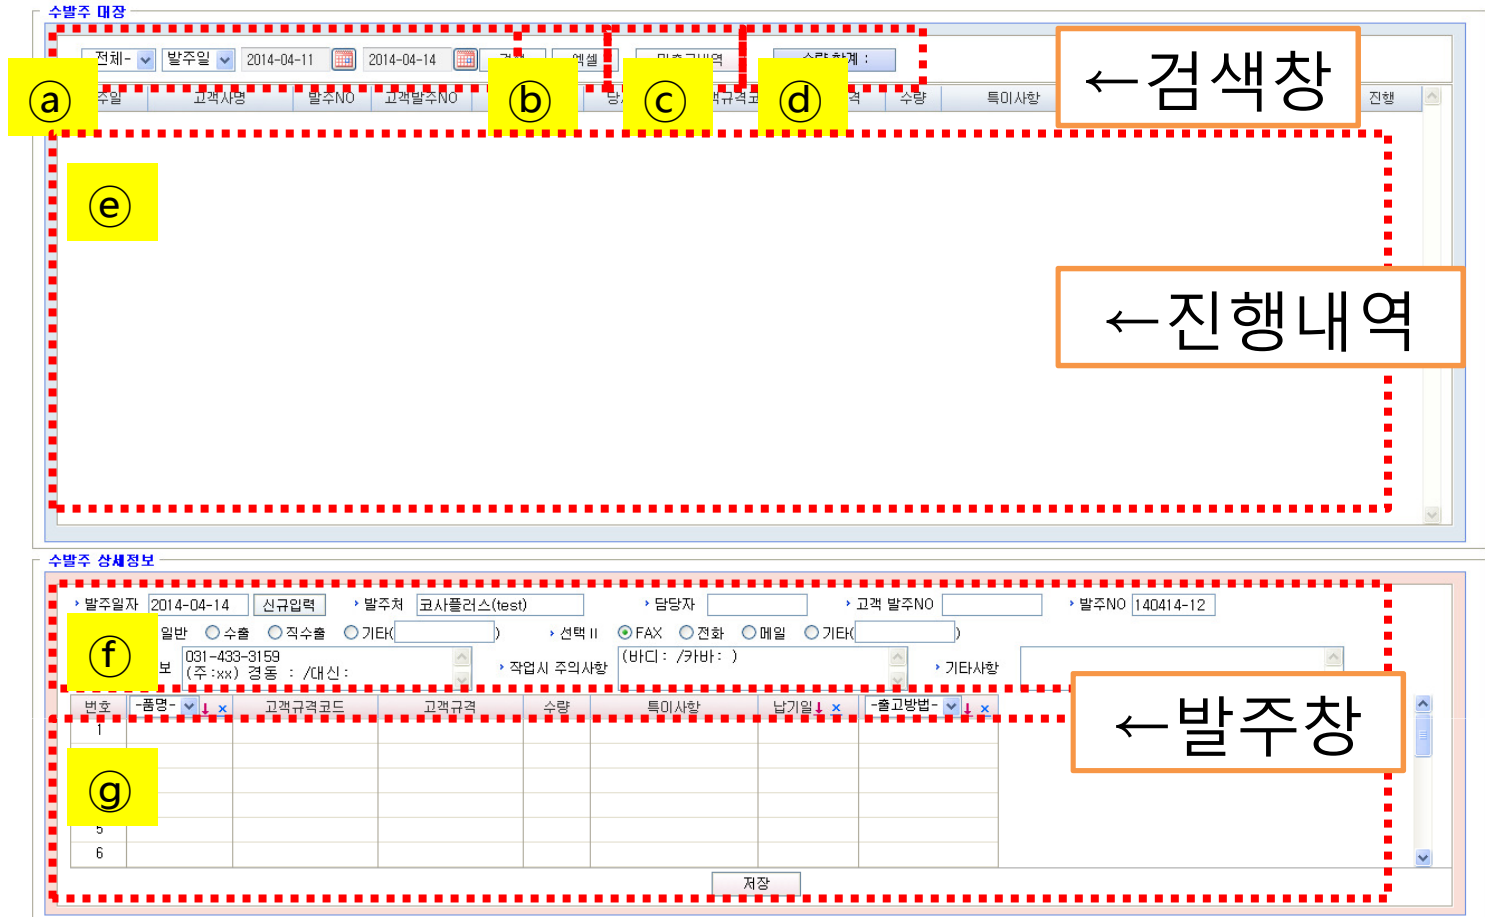 수발주 대장
전체- 발주일 2014-04-11 2014-04-14
←검색창
ⓐ ⓑ ⓒ ⓓ
고객사명 발주NO 고객발주NO 수량 특이사항 진행
ⓔ
←진행내역
수발주 상세정보
발주일자 2014-04-14 신규입력 발주처 코사플러스(test) 담당자 고객 발주NO 발주NO 140414-12
일반 수출 직수출 기타( ) 선택 II FAX 전화 메일 기타( )
ⓕ
031-433-3159
(주:xx) 경동 : /대신:
작업시 주의사항 (바디: /카바: ) 기타사항
번호 -품명- 고객규격코드 고객규격 수량 특이사항 납기일 -출고방법-
←발주창
1
ⓖ
5
6
저장